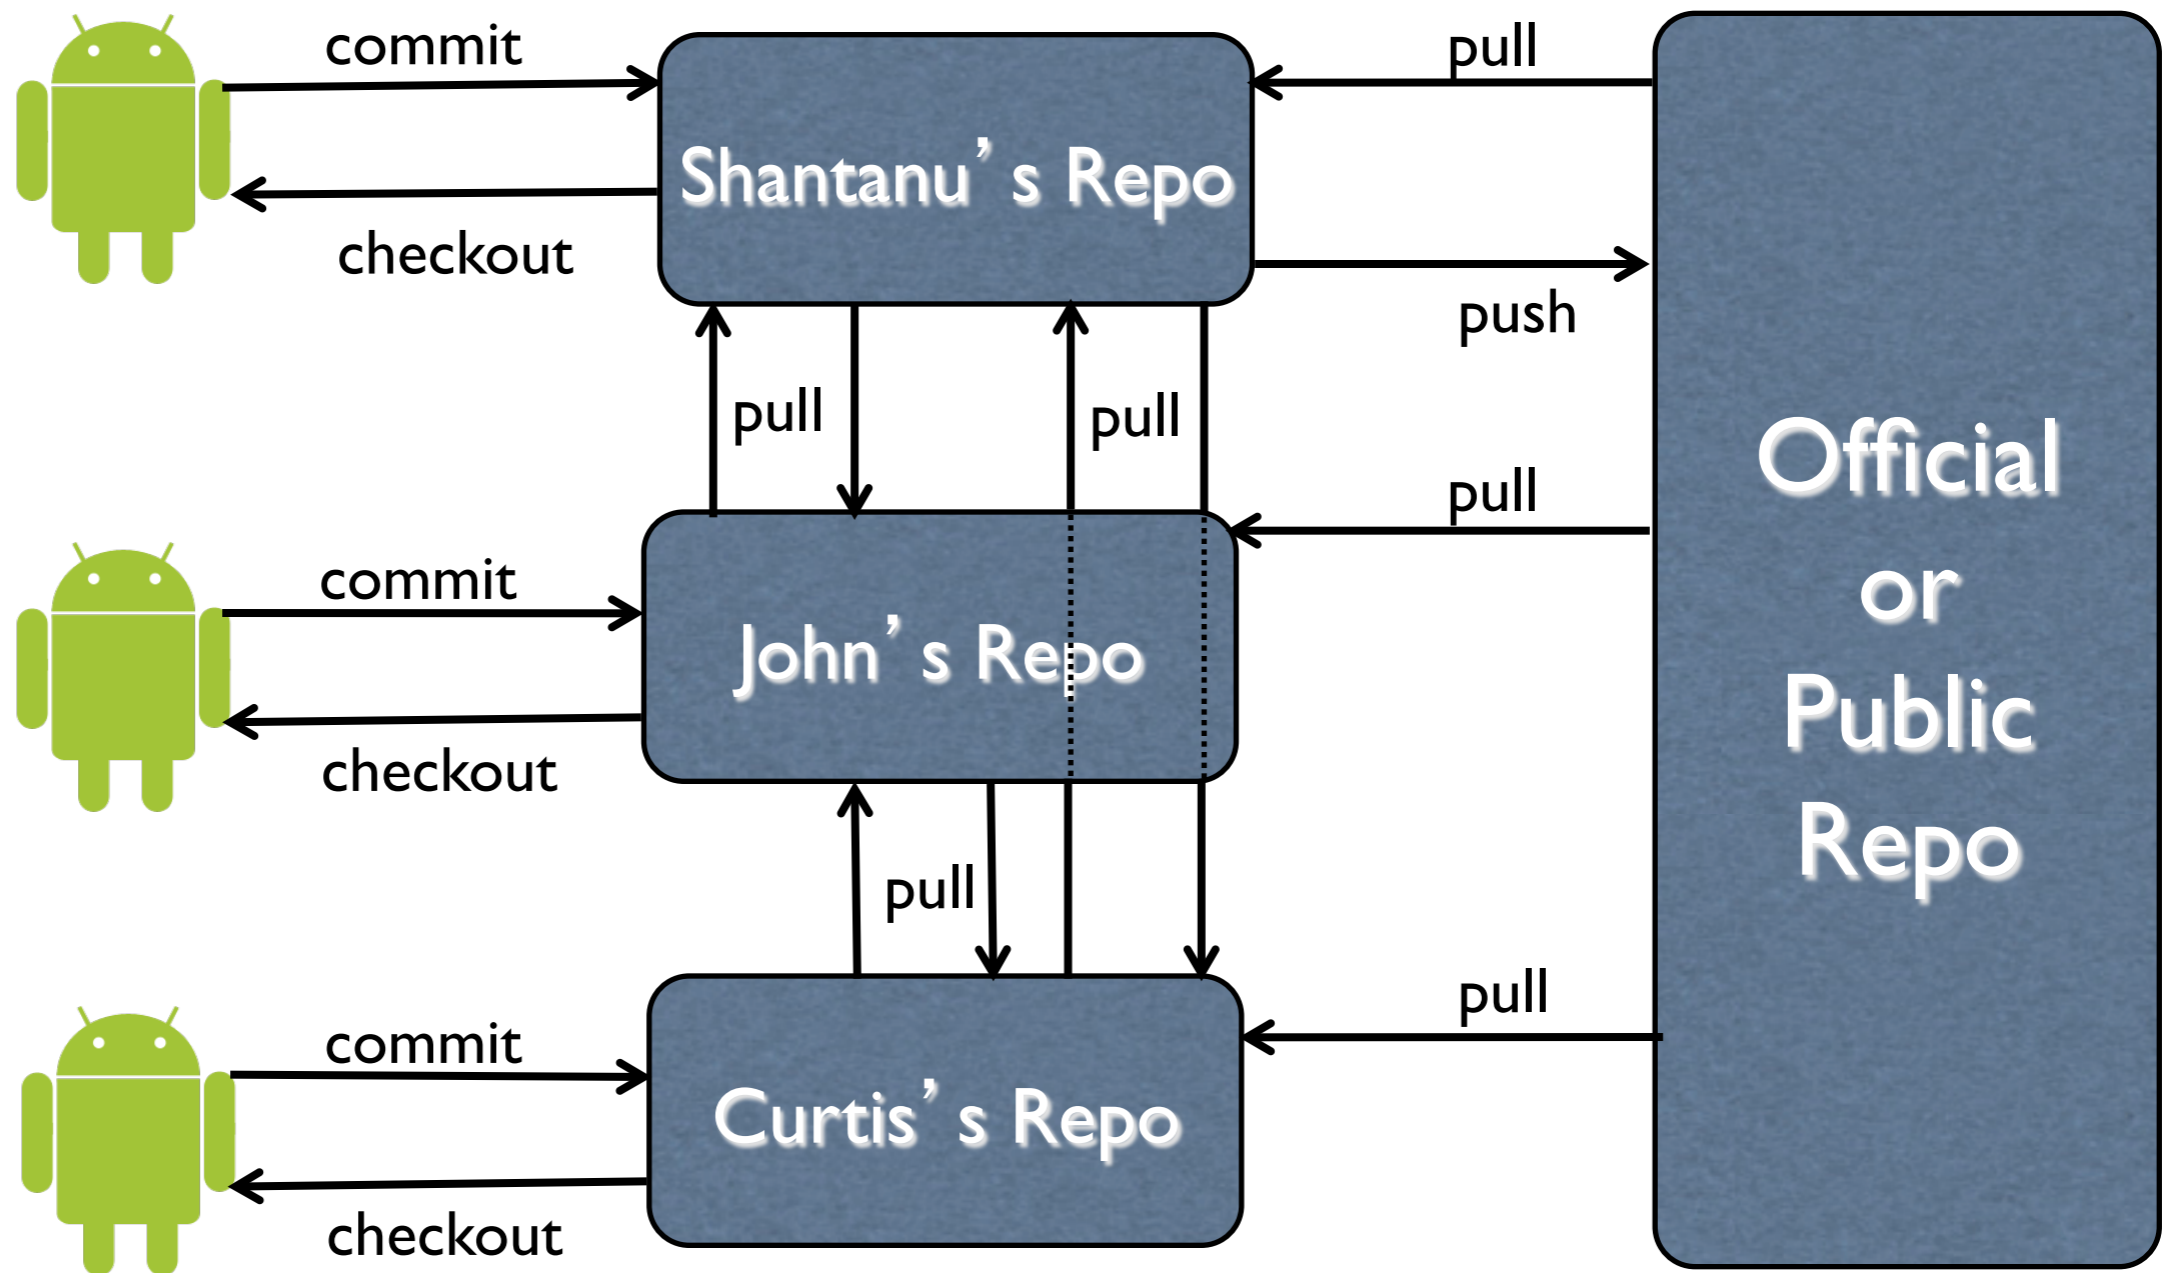 commit
pull
Shantanu’s Repo
checkout
push
pull
pull
Official
or
Public
Repo
pull
commit
John’s Repo
checkout
pull
pull
commit
Curtis’s Repo
checkout